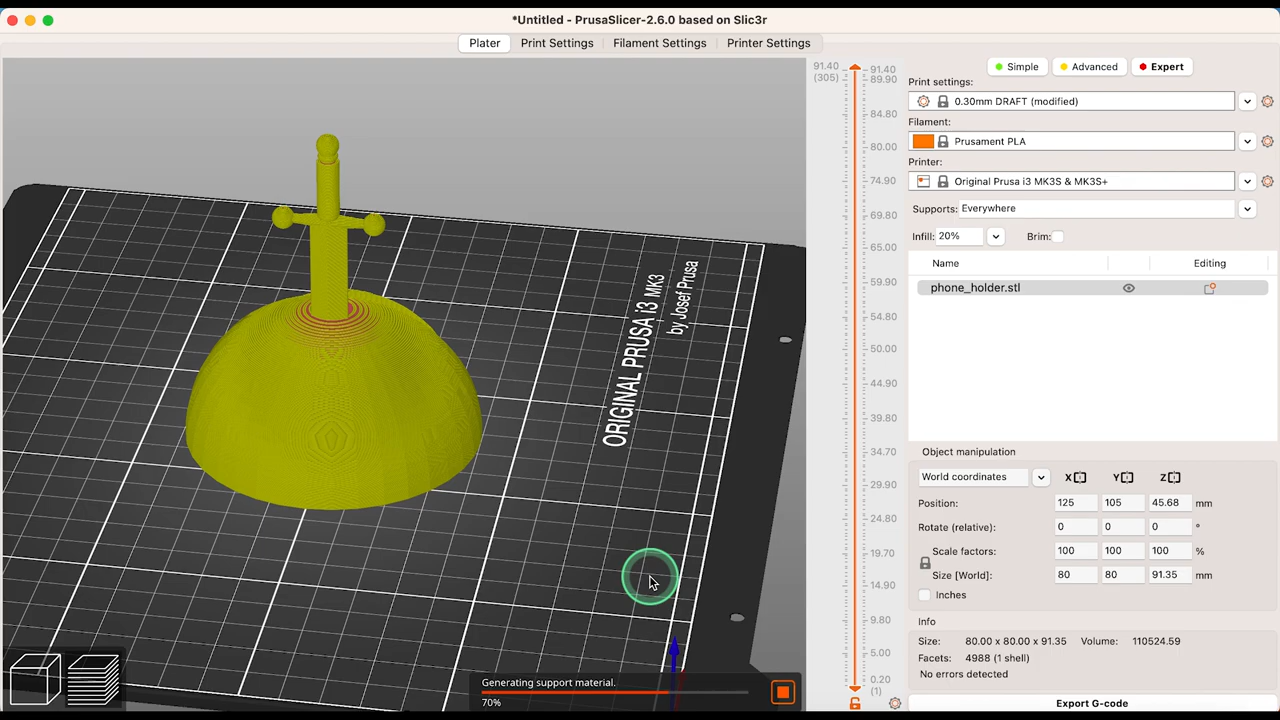 *Untitled - PrusaSlicer-2.6.0 based on Slic3r
Plater Print Settings Filament Settings Printer Settings
91.40
(305)
91.40
89.90
84.80
80.00
74.90
69.80
65.00
59.90
54.80
50.00
44.90
39.80
34.70
29.90
24.80
19.70
14.90
9.80
5.00
0.20
(1)
Simple Advanced Expert
Print settings:
0.30mm DRAFT (modified)
Filament:
Prusament PLA
Printer:
Original Prusa i3 MK3S & MK3S+
Supports: Everywhere
Infill: 20% Brim:
Name Editing
phone_holder.stl
Object manipulation
World coordinates X Y Z
Position: 125 105 45.68 mm
Rotate (relative): 0 0 0 °
Scale factors: 100 100 100 %
Size [World]: 80 80 91.35 mm
Inches
Info
Size: 80.00 x 80.00 x 91.35 Volume: 110524.59
Facets: 4988 (1 shell)
No errors detected
Export G-code
ORIGINAL PRUSA i3 MK3
by Josef Prusa
Generating support material.
70%